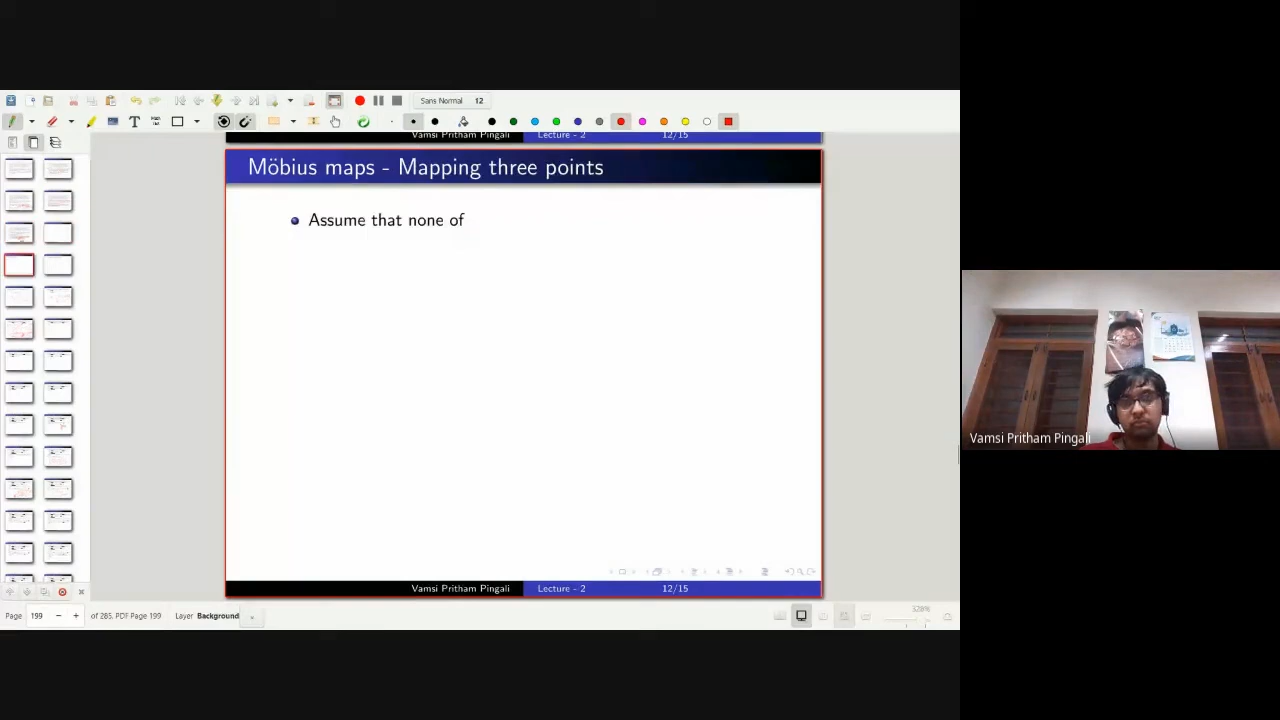 Sans Normal 12
Vamsi Pritham Pingali Lecture - 2 12/15
Möbius maps - Mapping three points
Assume that none of
Vamsi Pritham Pingali
Vamsi Pritham Pingali Lecture - 2 12/15
Page 199 of 285, PDF Page 199 Layer Background
328%